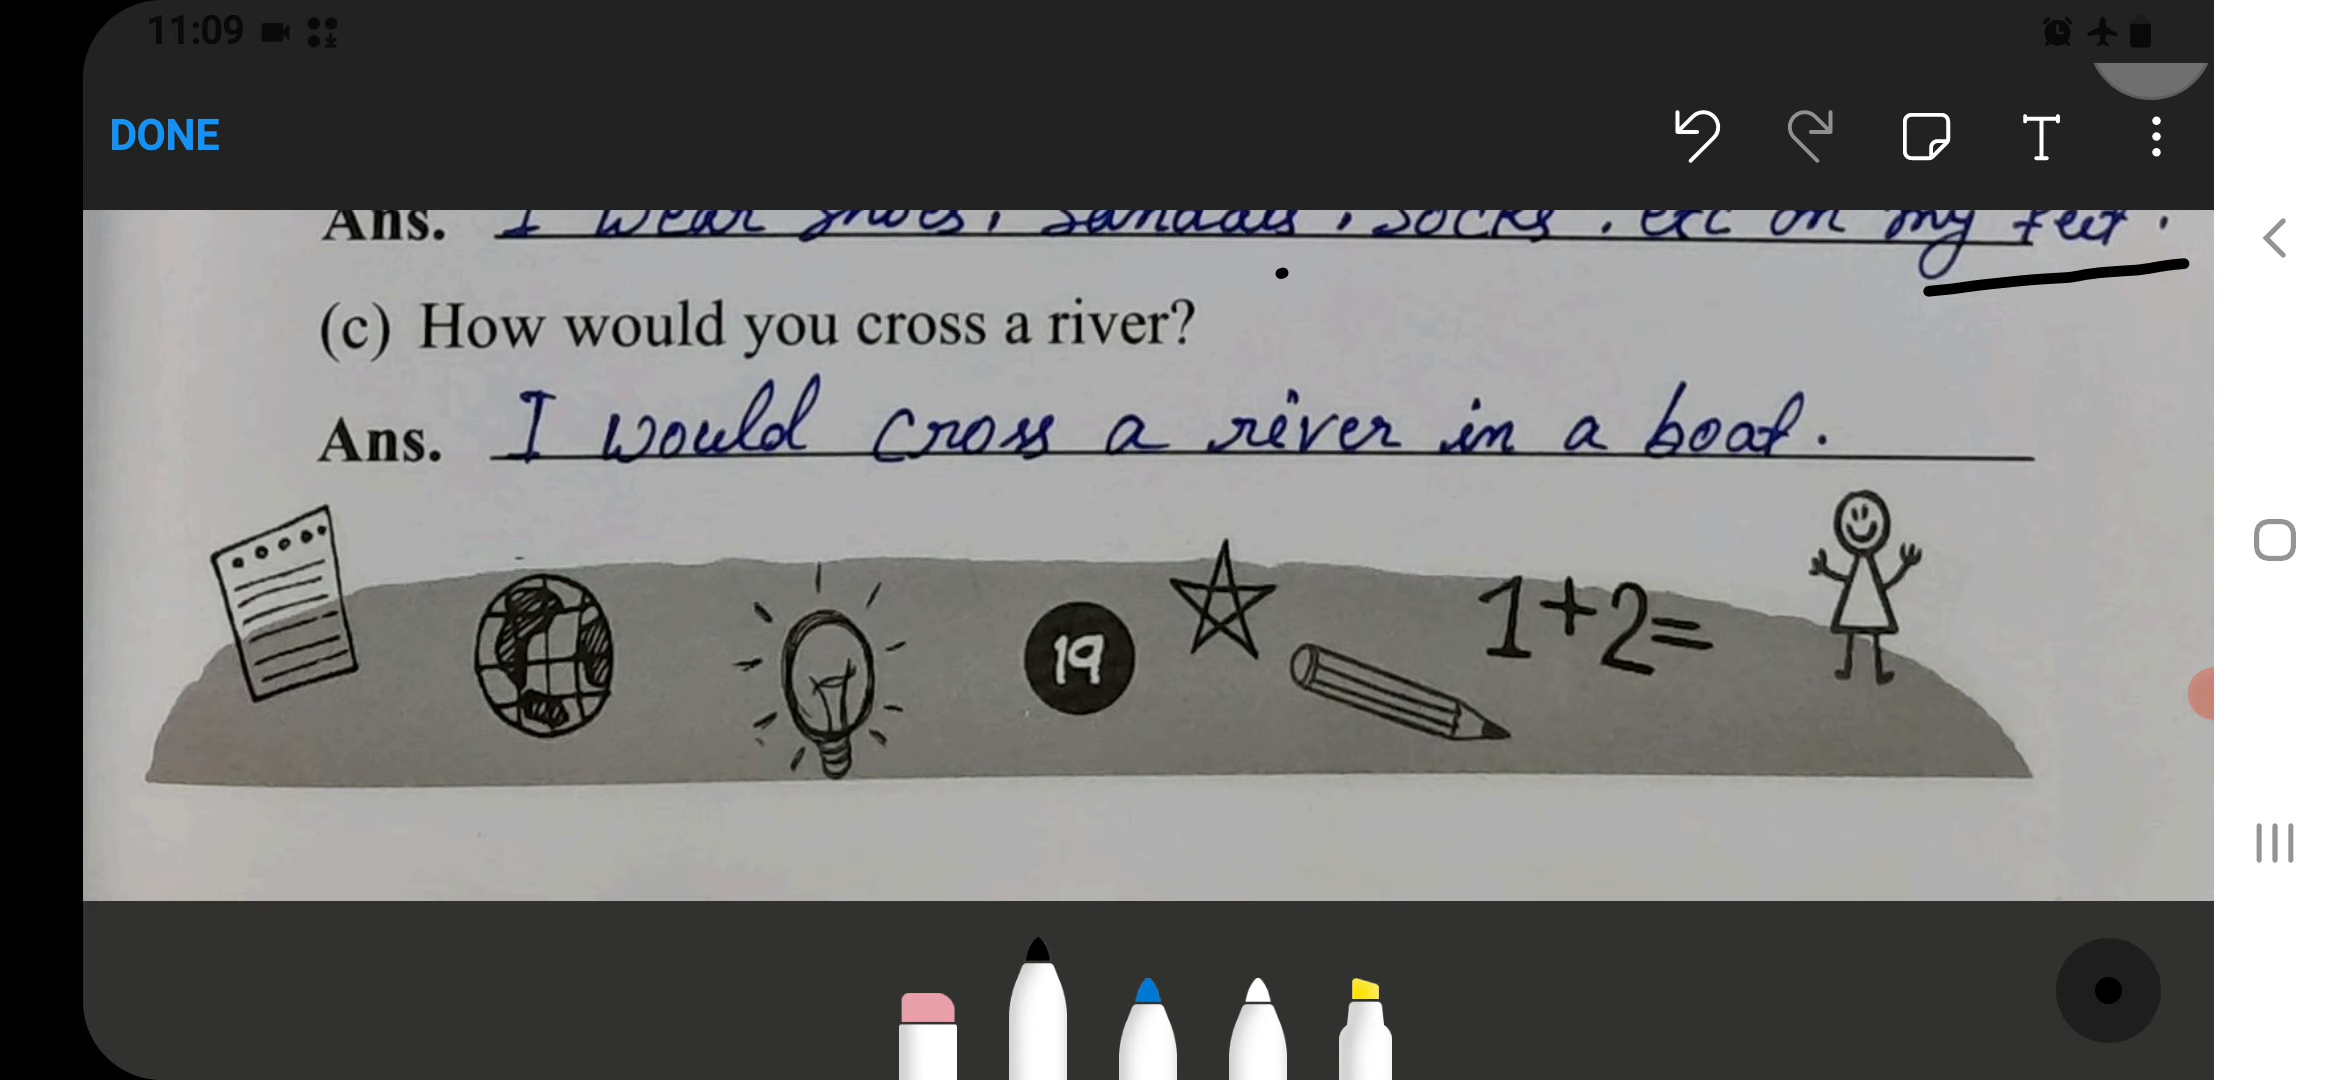 11:09
DONE
T
Ans. I wear shoes, sandals, socks, etc on my feet.
(c) How would you cross a river?
Ans. I would cross a river in a boat.
1+2=
19